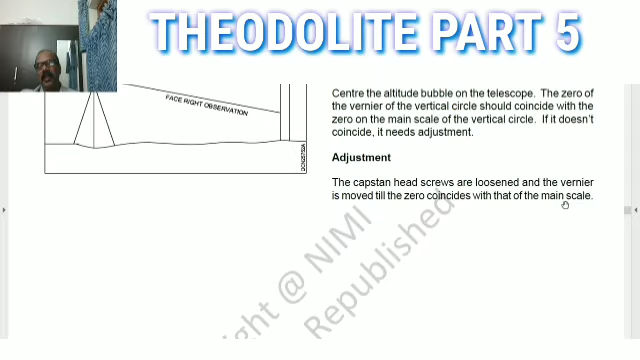 THEODOLITE PART 5
FACE RIGHT OBSERVATION
Centre the altitude bubble on the telescope. The zero of
the vernier of the vertical circle should coincide with the
zero on the main scale of the vertical circle. If it doesn't
coincide, it needs adjustment.
Adjustment
The capstan head screws are loosened and the vernier
is moved till the zero coincides with that of the main scale.
@ NIMI
Republished